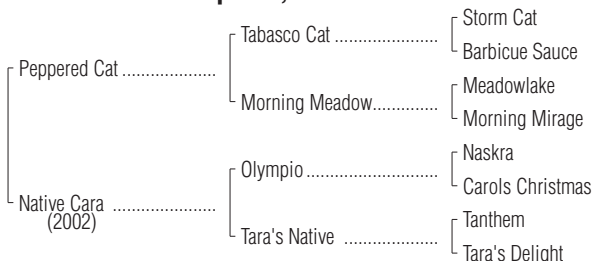 Storm Cat
Tabasco Cat ..................
Barbicue Sauce
Peppered Cat ................
Meadowlake
Morning Meadow..............
Morning Mirage
Naskra
Olympio .......................
Carols Christmas
Native Cara ..................
(2002)
Tanthem
Tara's Native ................
Tara's Delight